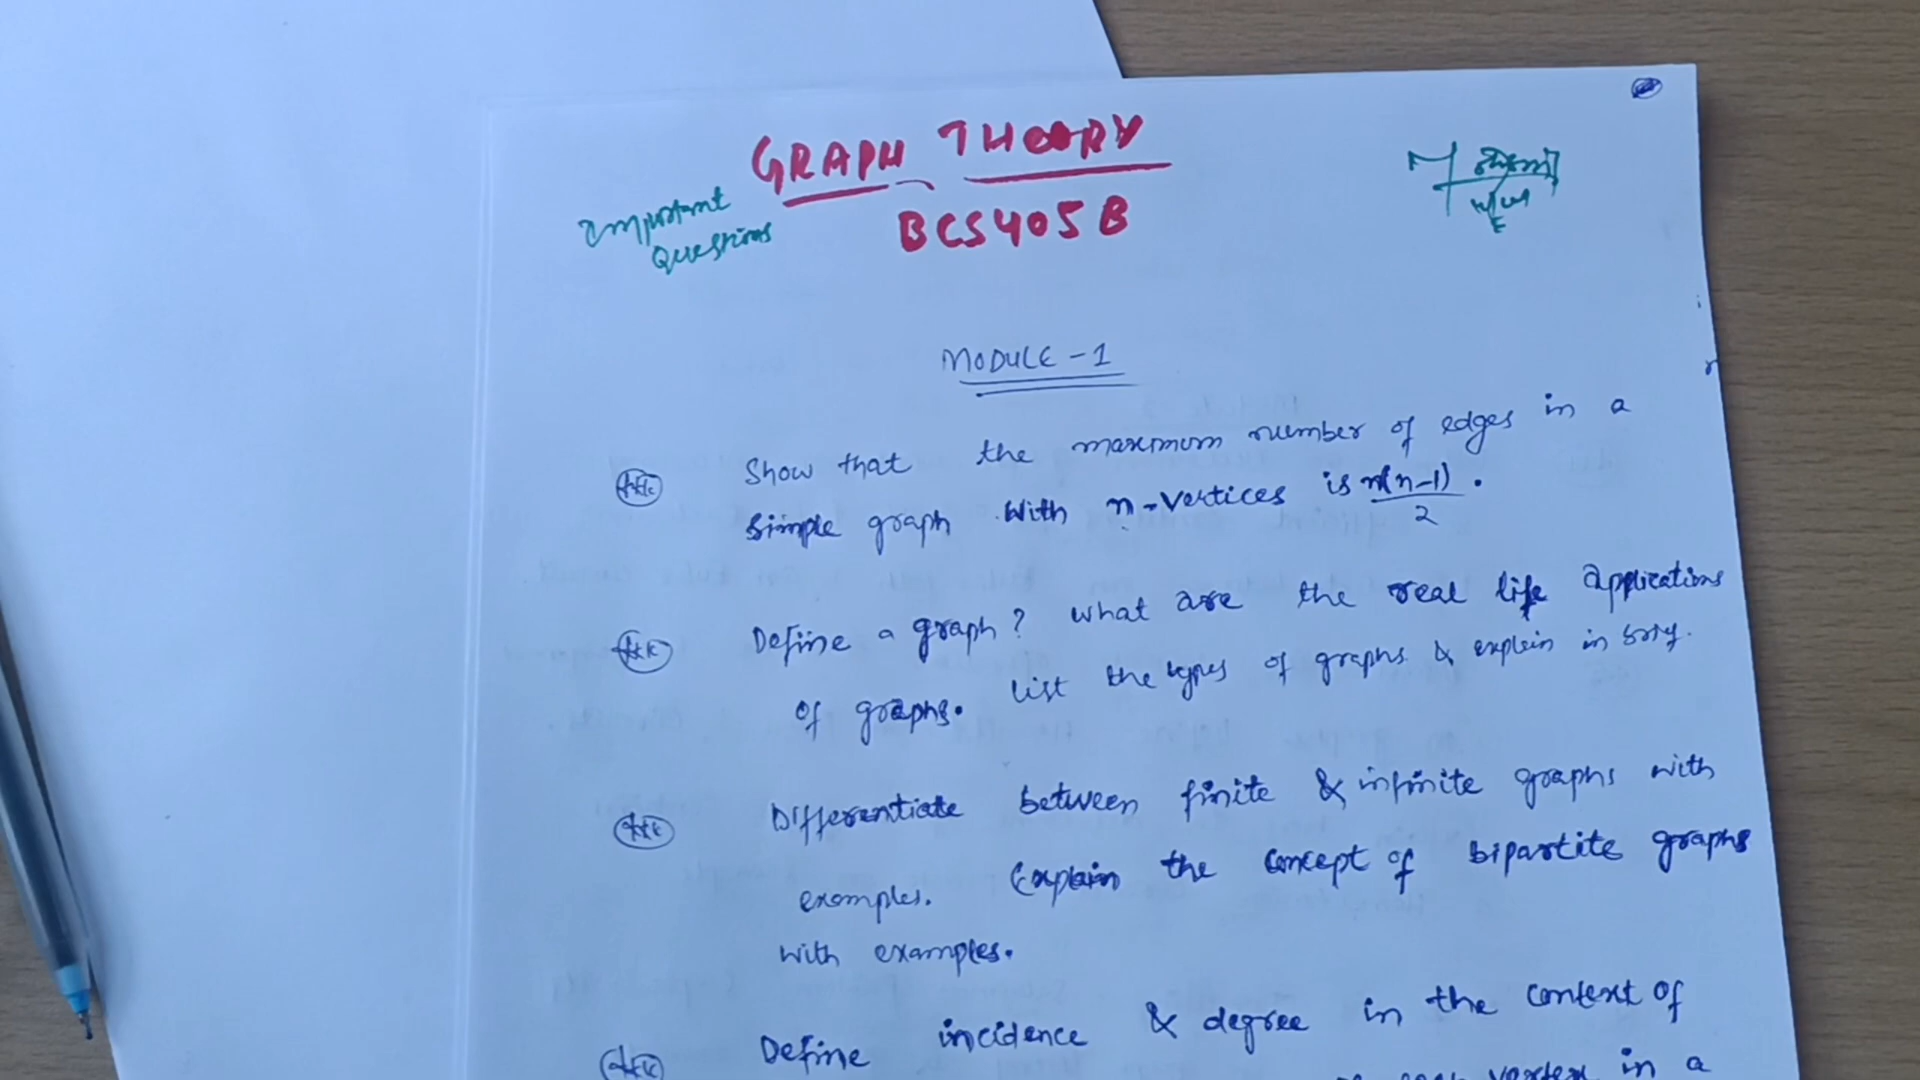 GRAPH THEORY
Important
Questions
BCS405B
MODULE - 1
Show that the maximum number of edges in a
simple graph with n-vertices is n(n-1)/2.
Define a graph? What are the real life applications
of graphs. List the types of graphs & explain in
Differentiate between finite & infinite graphs with
examples. Explain the concept of bipartite graphs
with examples.
Define incidence & degree in the context of
vertex in a